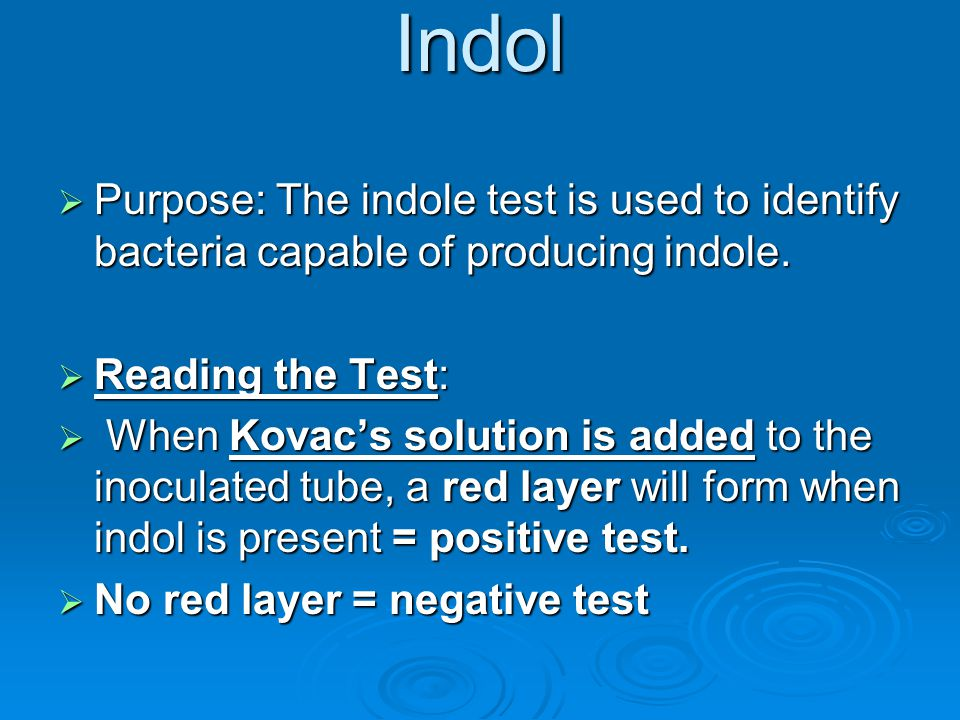 Indol
Purpose: The indole test is used to identify
bacteria capable of producing indole.
Reading the Test:
When Kovac’s solution is added to the
inoculated tube, a red layer will form when
indol is present = positive test.
No red layer = negative test